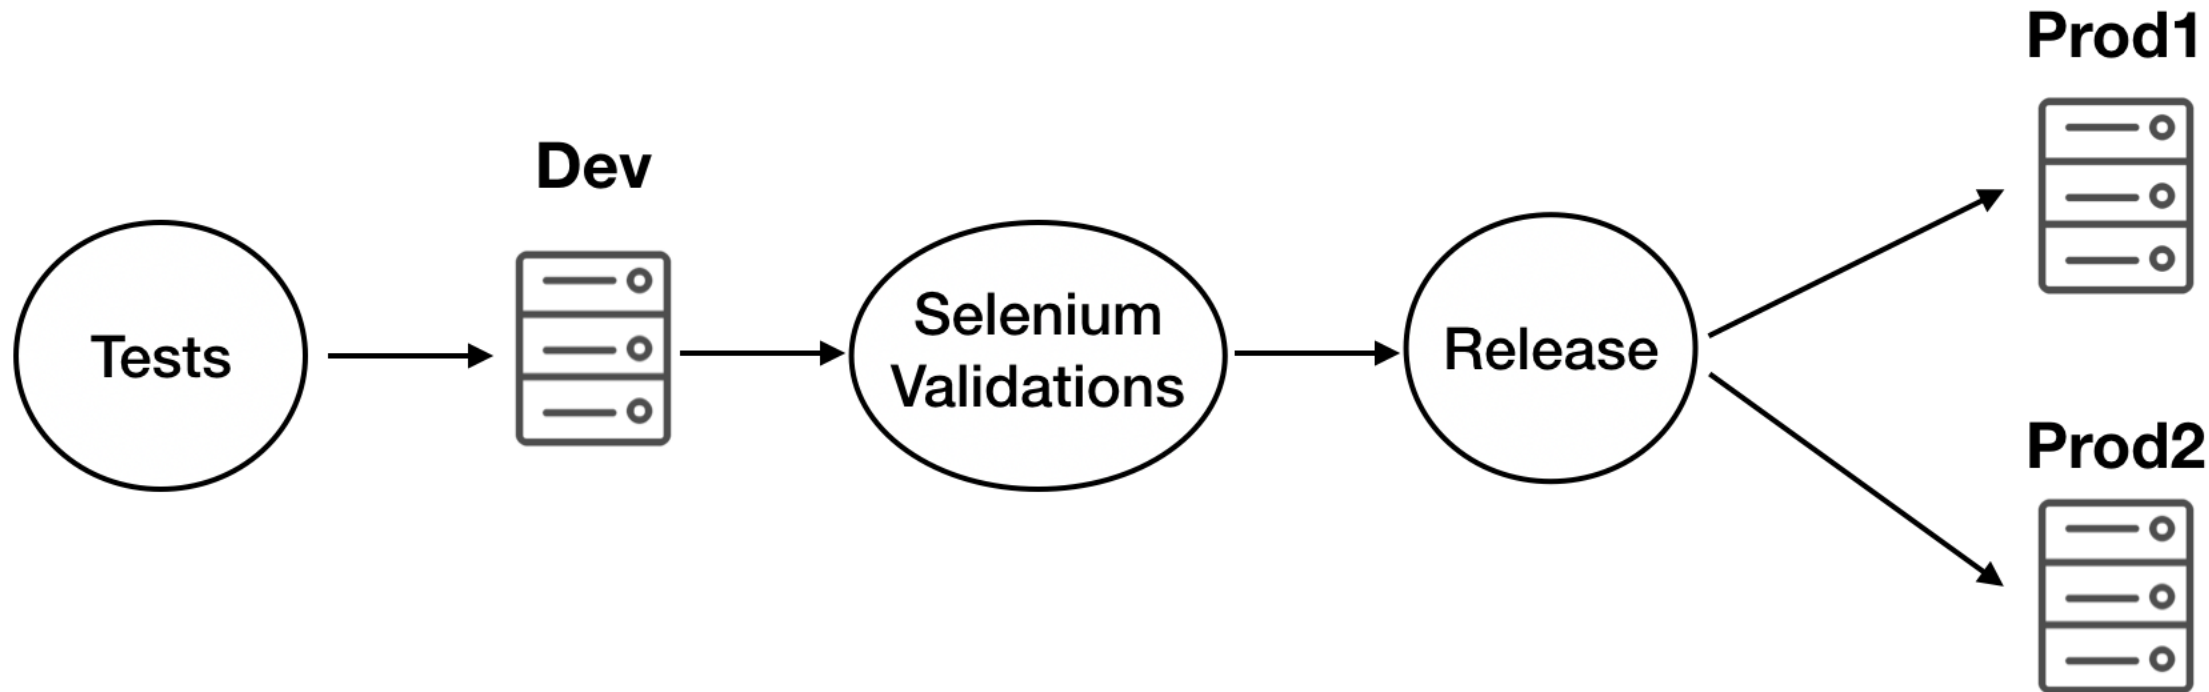 Tests
Dev
Selenium
Validations
Release
Prod1
Prod2